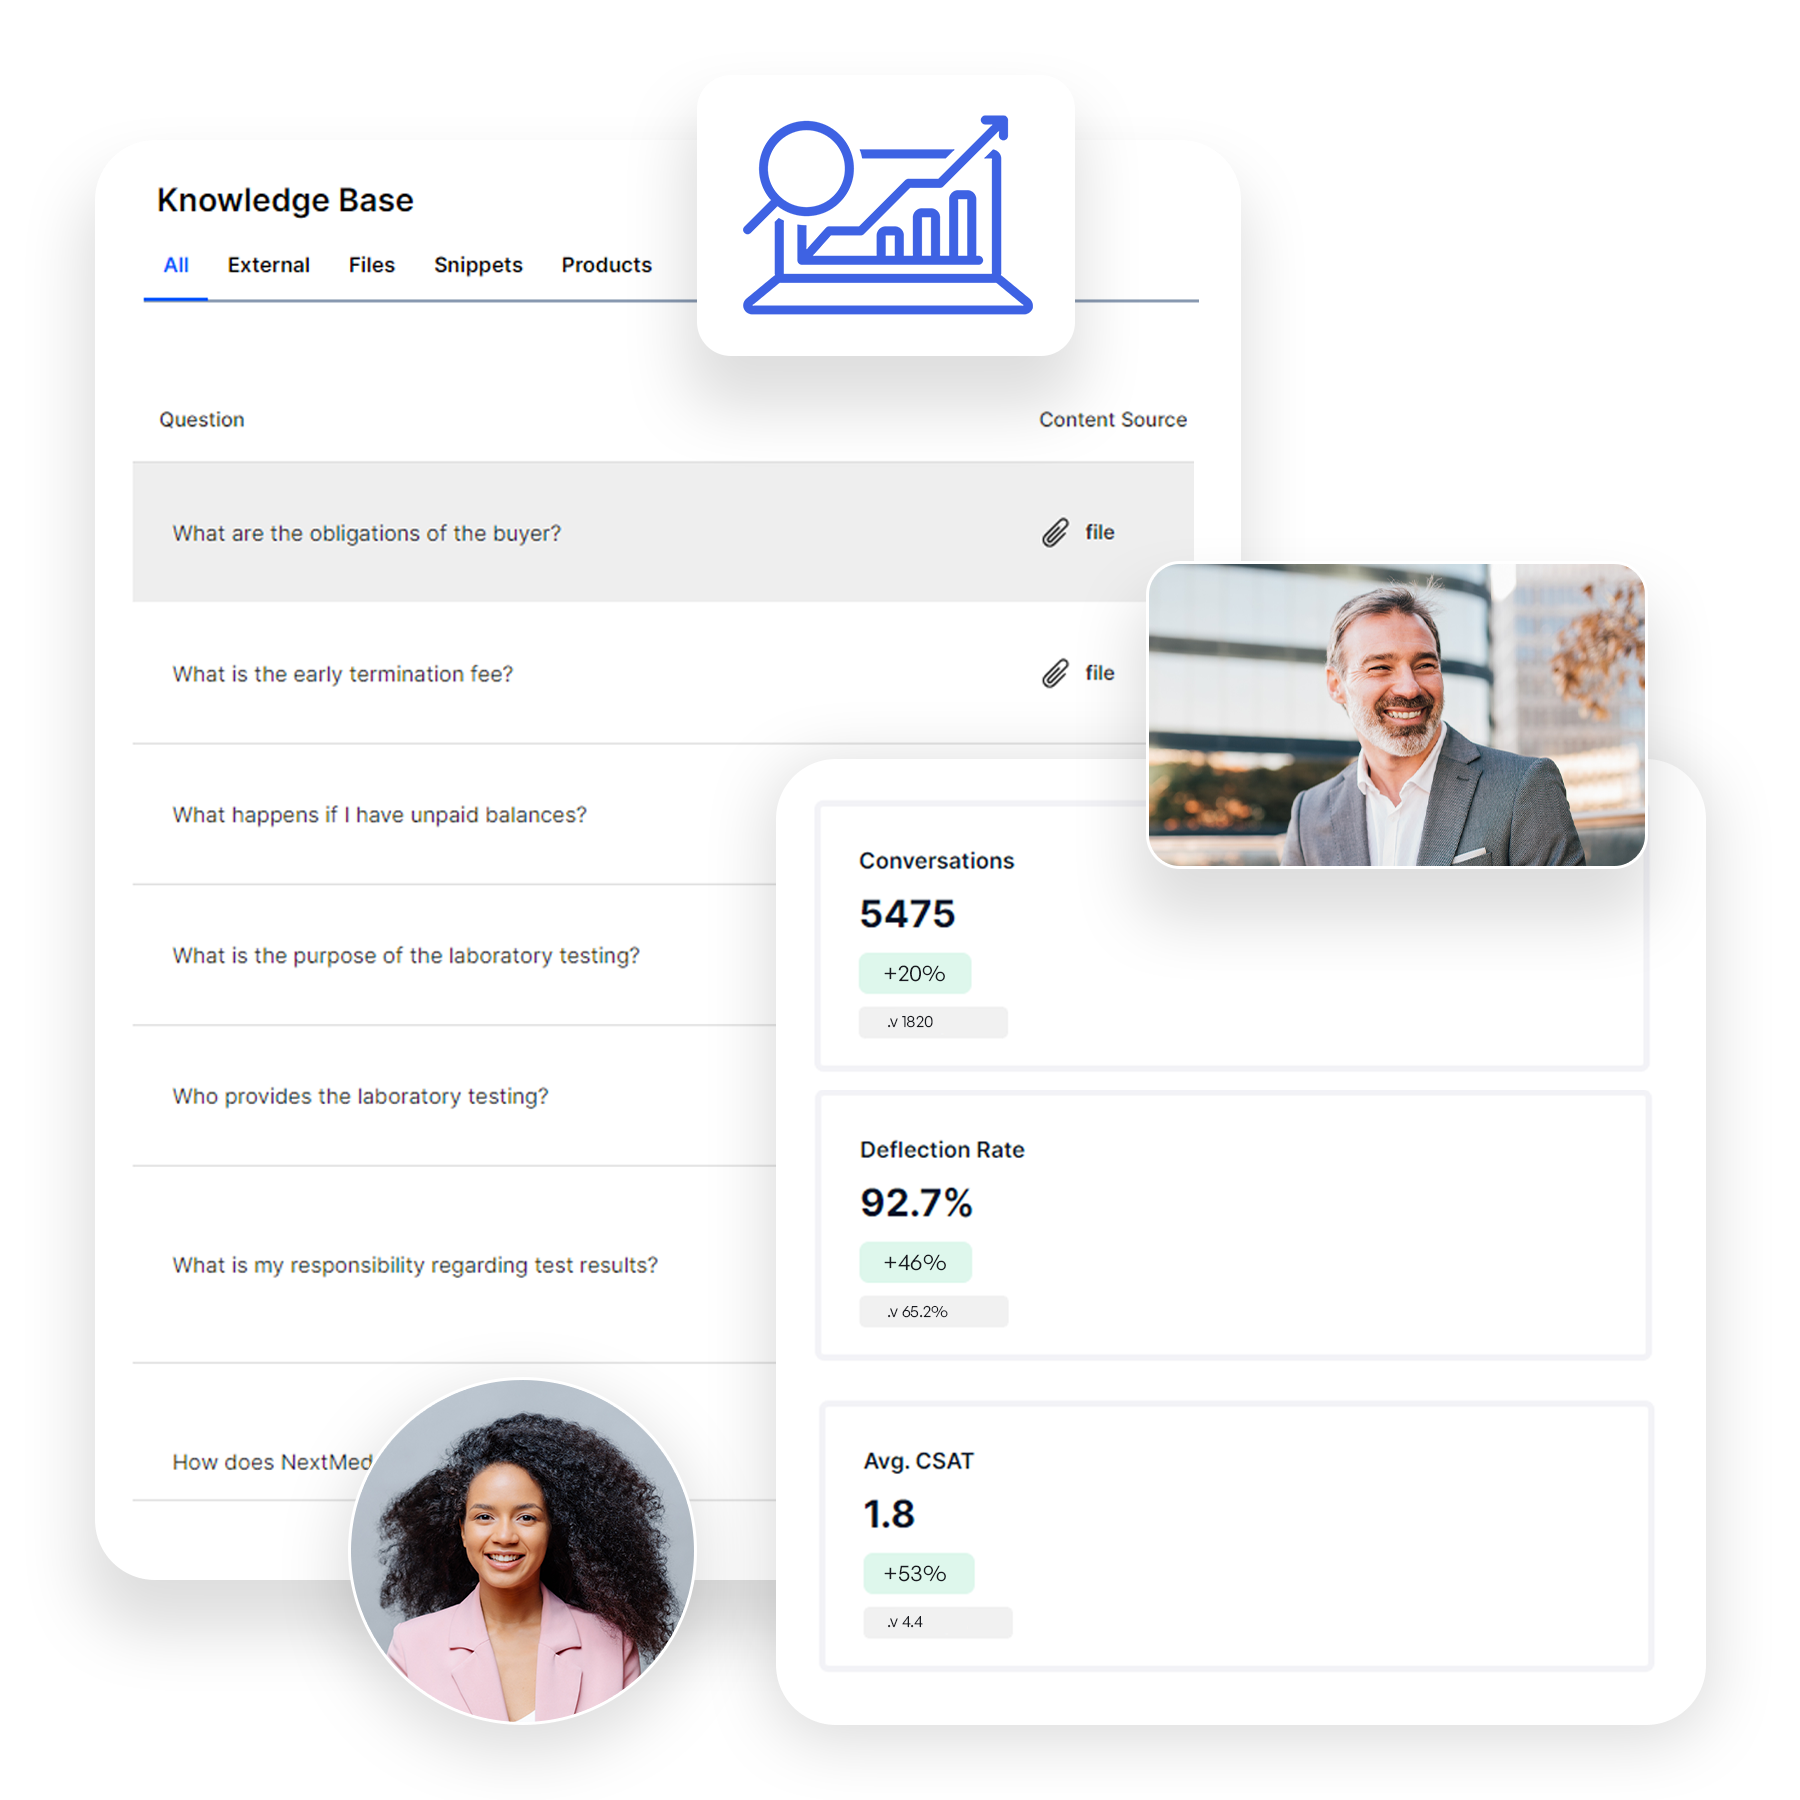 Knowledge Base
All External Files Snippets Products
Question Content Source
What are the obligations of the buyer? file
What is the early termination fee? file
What happens if I have unpaid balances?
What is the purpose of the laboratory testing?
Who provides the laboratory testing?
What is my responsibility regarding test results?
How does NextMed
Conversations
5475
+20%
.v 1820
Deflection Rate
92.7%
+46%
.v 65.2%
Avg. CSAT
1.8
+53%
.v 4.4